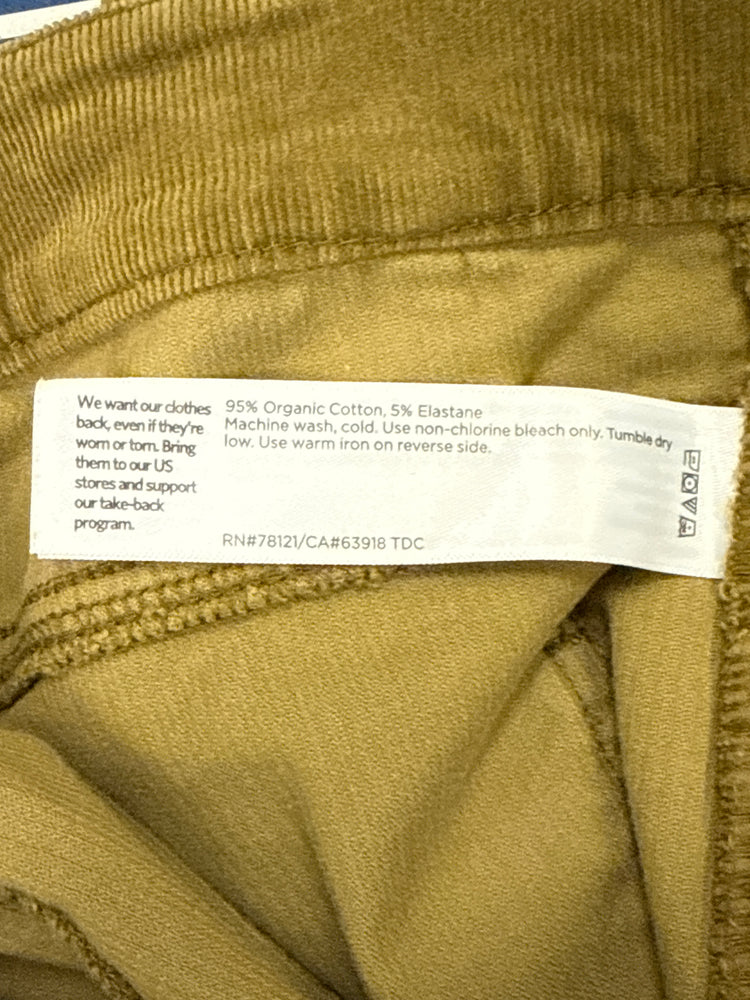 We want our clothes
back, even if they're
worn or torn. Bring
them to our US
stores and support
our take-back
program.
95% Organic Cotton, 5% Elastane
Machine wash, cold. Use non-chlorine bleach only. Tumble dry
low. Use warm iron on reverse side.
RN#78121/CA#63918 TDC